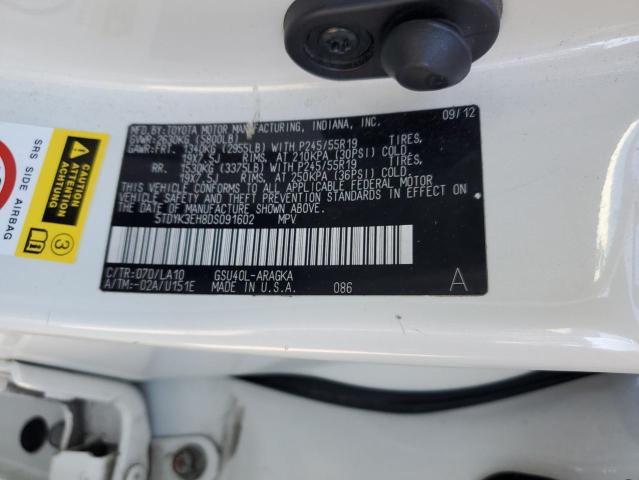 MFD. BY: TOYOTA MOTOR MANUFACTURING, INDIANA, INC. 09/12
GVWR: 2630KG (5800LB)
GAWR:FRT. 1340KG (2955LB) WITH P245/55R19 TIRES,
19X7.5J RIMS, AT 210KPA (30PSI) COLD
RR. 1530KG (3375LB) WITH P245/55R19 TIRES,
19X7.5J RIMS, AT 250KPA (36PSI) COLD.
THIS VEHICLE CONFORMS TO ALL APPLICABLE FEDERAL MOTOR
VEHICLE SAFETY AND THEFT PREVENTION STANDARDS IN EFFECT ON
THE DATE OF MANUFACTURE SHOWN ABOVE.
5TDYK3EH8DS091602 MPV
C/TR:070/LA10 GSU40L-ARAGKA A
A/TM:-02A/U151E MADE IN U.S.A. 086
SRS SIDE AIRBAG
CAUTION
ATTENTION
ACHTUNG
3